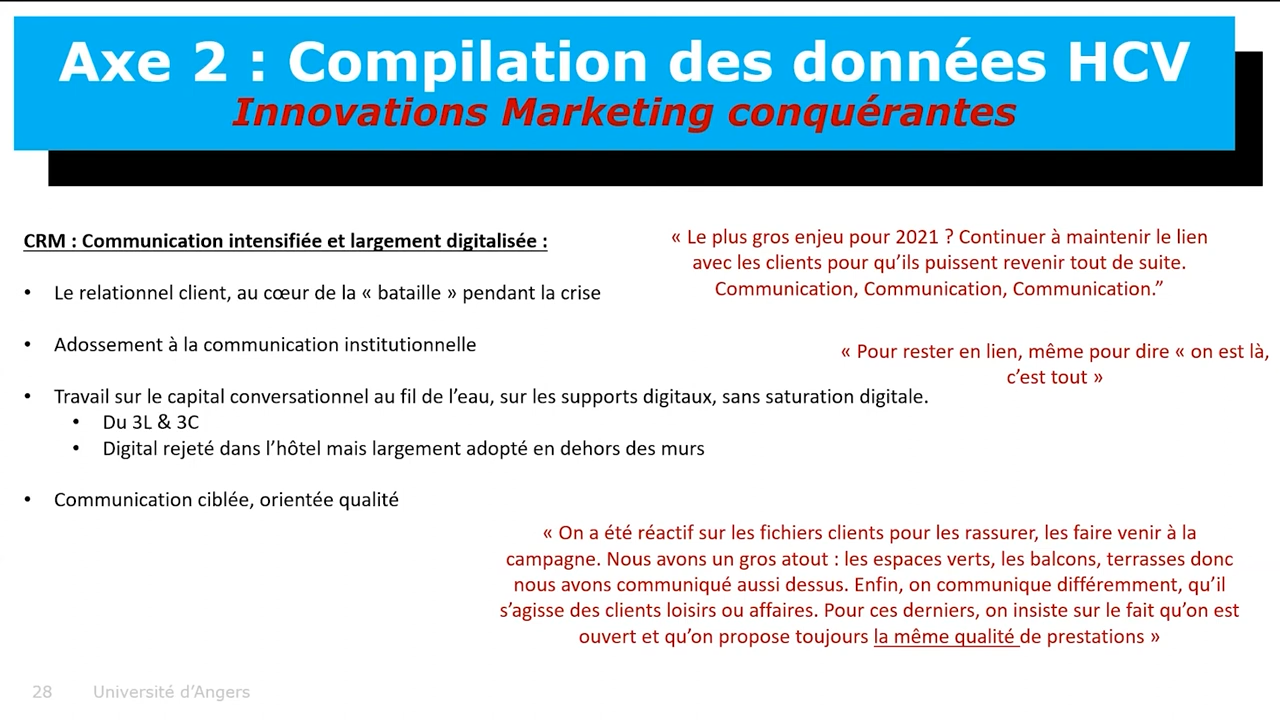 Axe 2 : Compilation des données HCV
Innovations Marketing conquérantes
CRM : Communication intensifiée et largement digitalisée :
• Le relationnel client, au cœur de la « bataille » pendant la crise
• Adossement à la communication institutionnelle
• Travail sur le capital conversationnel au fil de l’eau, sur les supports digitaux, sans saturation digitale.
• Du 3L & 3C
• Digital rejeté dans l’hôtel mais largement adopté en dehors des murs
• Communication ciblée, orientée qualité
« Le plus gros enjeu pour 2021 ? Continuer à maintenir le lien
avec les clients pour qu’ils puissent revenir tout de suite.
Communication, Communication, Communication.”
« Pour rester en lien, même pour dire « on est là,
c’est tout »
« On a été réactif sur les fichiers clients pour les rassurer, les faire venir à la
campagne. Nous avons un gros atout : les espaces verts, les balcons, terrasses donc
nous avons communiqué aussi dessus. Enfin, on communique différemment, qu’il
s’agisse des clients loisirs ou affaires. Pour ces derniers, on insiste sur le fait qu’on est
ouvert et qu’on propose toujours la même qualité de prestations »
28 Université d’Angers